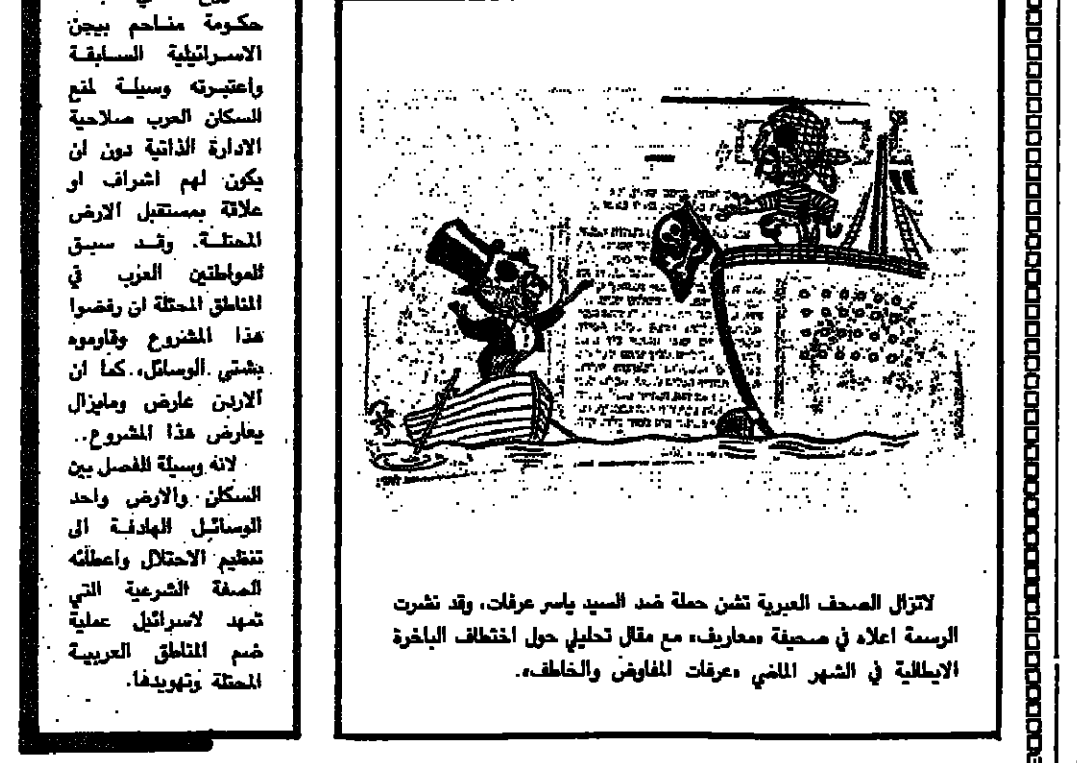 حكومة مناحم بيجن
الاسرائيلية السابقة
واعتبرته وسيلة لمنع
السكان العرب صلاحية
الادارة الذاتية دون ان
يكون لهم اشراف او
علاقة بمستقبل الارض
المحتلة. وقد سبق
للمواطنين العرب في
المناطق المحتلة ان رفضوا
هذا المشروع وقاوموه
بشتى الوسائل، كما ان
الاردن عارض ومايزال
يعارض هذا المشروع..
لانه وسيلة للفصل بين
السكان والارض واحد
الوسائل الهادفة الى
تنظيم الاحتلال واعطائه
الصفة الشرعية التي
تمهد لاسرائيل عملية
ضم المناطق العربية
المحتلة وتهويدها.
لاتزال الصحف العبرية تشن حملة ضد السيد ياسر عرفات، وقد نشرت
الرسمة اعلاه في صحيفة «معاريف» مع مقال تحليلي حول اختطاف الباخرة
الايطالية في الشهر الماضي «عرفات المفاوض والخاطف».